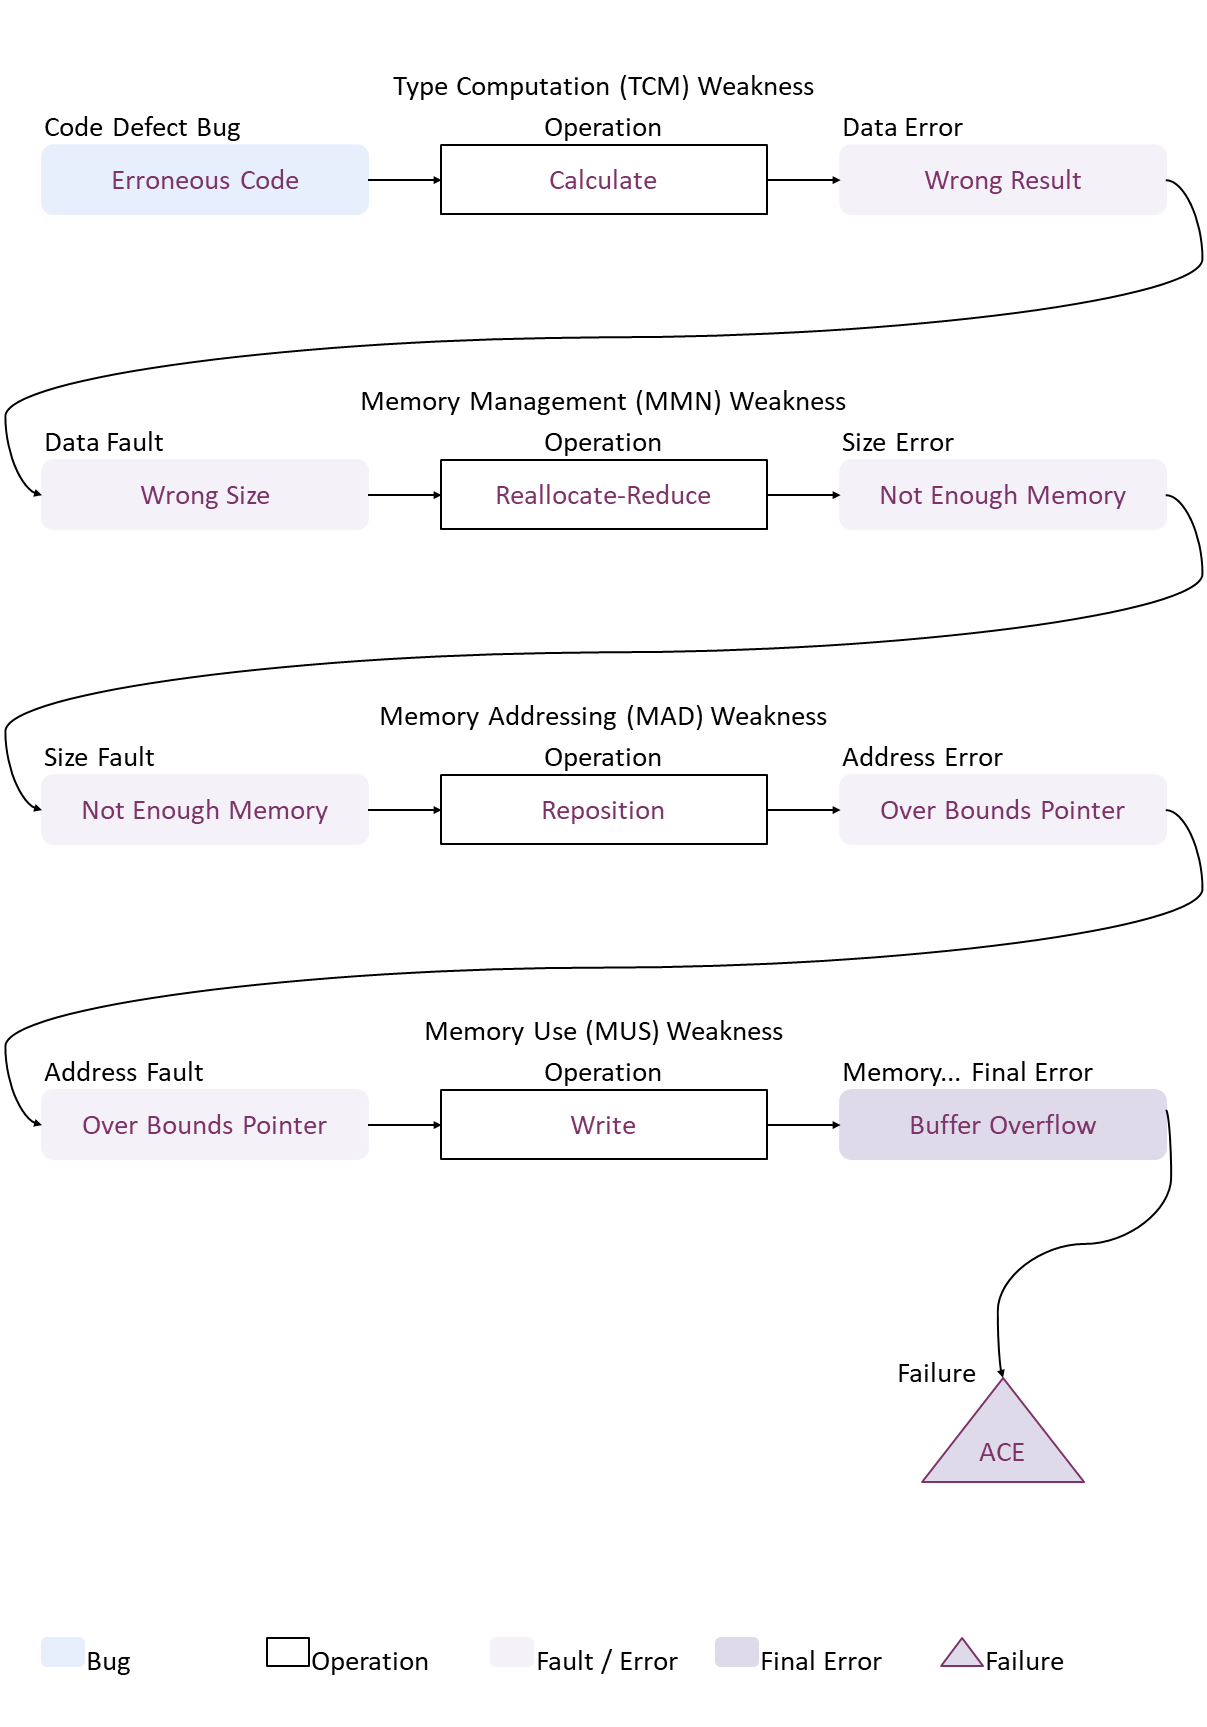 Type Computation (TCM) Weakness
Code Defect Bug
Operation
Data Error
Erroneous Code
Calculate
Wrong Result
Memory Management (MMN) Weakness
Data Fault
Operation
Size Error
Wrong Size
Reallocate-Reduce
Not Enough Memory
Memory Addressing (MAD) Weakness
Size Fault
Operation
Address Error
Not Enough Memory
Reposition
Over Bounds Pointer
Memory Use (MUS) Weakness
Address Fault
Operation
Memory... Final Error
Over Bounds Pointer
Write
Buffer Overflow
Failure
ACE
Bug
Operation
Fault / Error
Final Error
Failure